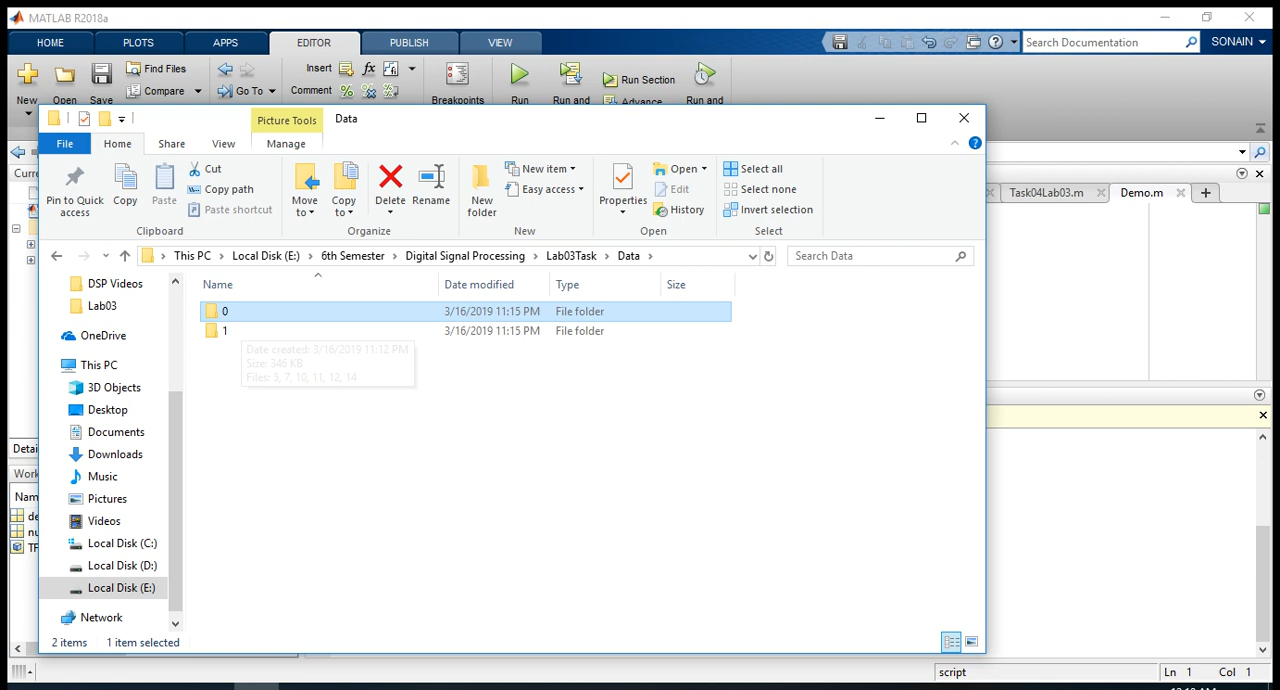 MATLAB R2018a
HOME PLOTS APPS EDITOR PUBLISH VIEW Search Documentation SONAIN
Find Files Insert fx Run Section
Compare Go To Comment Advance
New Open Save Breakpoints Run Run and Run and
Picture Tools Data
File Home Share View Manage
Cut New item Open Select all
Copy path Easy access Edit Select none
Pin to Quick access Copy Paste Paste shortcut Move to Copy to Delete Rename New folder Properties History Invert selection
Clipboard Organize New Open Select
This PC Local Disk (E:) 6th Semester Digital Signal Processing Lab03Task Data Search Data
Task04Lab03.m Demo.m
Name Date modified Type Size
0 3/16/2019 11:15 PM File folder
1 3/16/2019 11:15 PM File folder
Date created: 3/16/2019 11:12 PM
Size: 346 KB
DSP Videos
Lab03
OneDrive
This PC
3D Objects
Desktop
Documents
Downloads
Music
Pictures
Videos
Local Disk (C:)
Local Disk (D:)
Local Disk (E:)
Network
2 items 1 item selected
Curre
Detai
Work
Nam
de
nu
TF
script Ln 1 Col 1